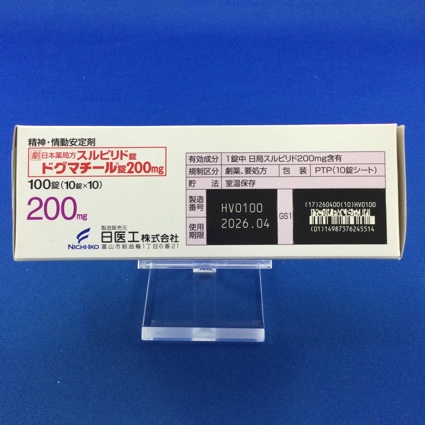 精神・情動安定剤
劇 日本薬局方 スルピリド錠
ドグマチール錠200mg
100錠(10錠×10)
200mg
製造販売元
日医工株式会社
富山市総曲輪1丁目6番21
NICHI-IKO
有効成分 1錠中 日局スルピリド200mg含有
規制区分 劇薬、要処方 包装 PTP(10錠シート)
貯法 室温保存
製造番号 HV0100
使用期限 2026.04
GS1
(17)260400(10)HV0100
(01)14987376245514